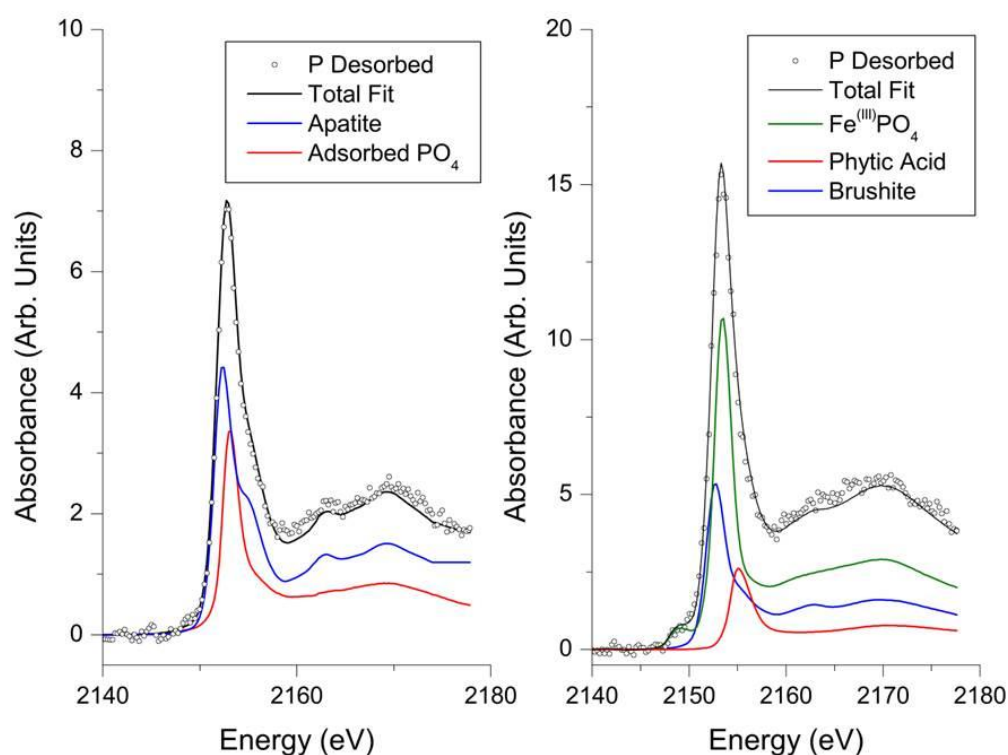 10
8
6
4
2
0
Absorbance (Arb. Units)
P Desorbed
Total Fit
Apatite
Adsorbed PO4
2140 2160 2180
Energy (eV)
20
15
10
5
0
Absorbance (Arb. Units)
P Desorbed
Total Fit
Fe(III)PO4
Phytic Acid
Brushite
2140 2150 2160 2170 2180
Energy (eV)